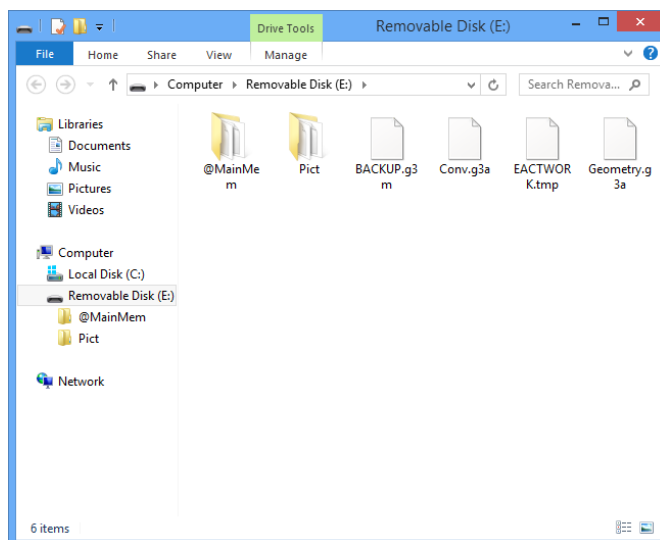 Drive Tools
Removable Disk (E:)
File
Home
Share
View
Manage
Computer
Removable Disk (E:)
Search Remova...
Libraries
Documents
Music
Pictures
Videos
Computer
Local Disk (C:)
Removable Disk (E:)
@MainMem
Pict
Network
@MainMe
m
Pict
BACKUP.g3
m
Conv.g3a
EACTWOR
K.tmp
Geometry.g
3a
6 items